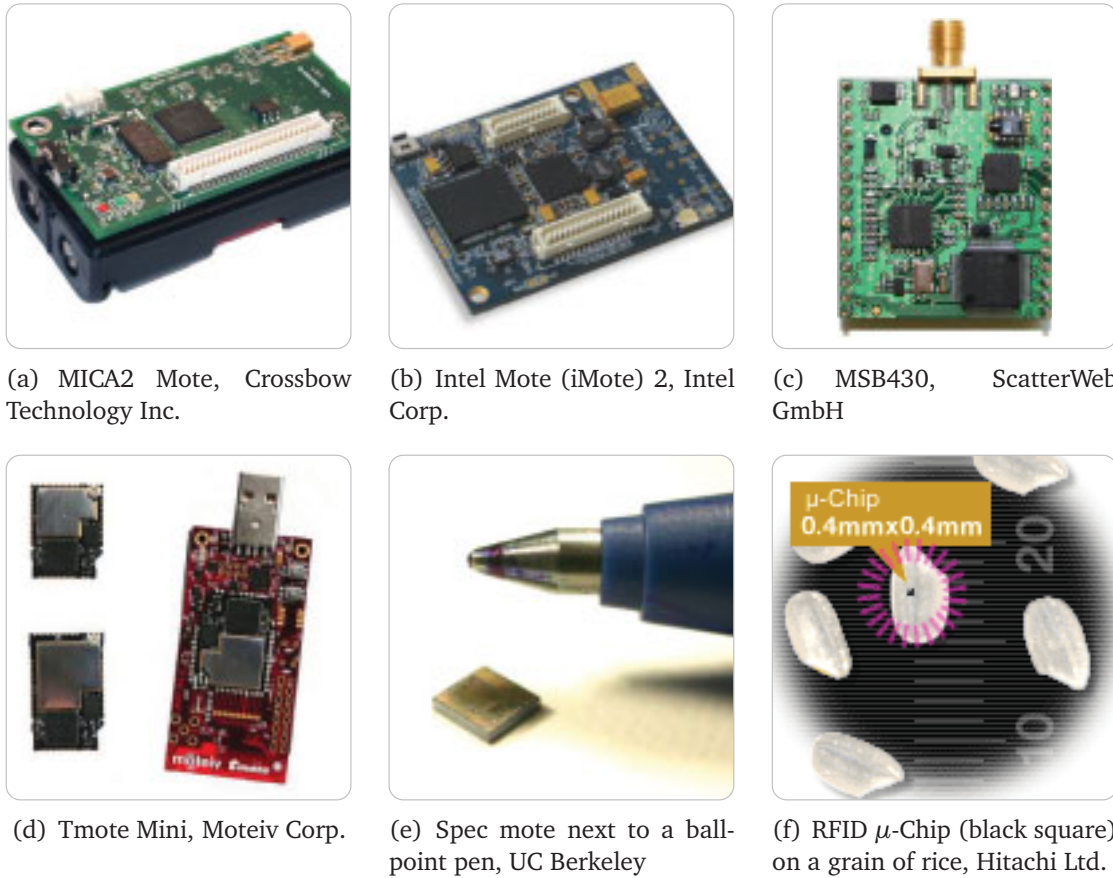 (a) MICA2 Mote, Crossbow
Technology Inc.
(b) Intel Mote (iMote) 2, Intel
Corp.
(c) MSB430, ScatterWeb
GmbH
μ-Chip
0.4mmx0.4mm
20
10
moteiv
(d) Tmote Mini, Moteiv Corp.
(e) Spec mote next to a ball-
point pen, UC Berkeley
(f) RFID μ-Chip (black square)
on a grain of rice, Hitachi Ltd.